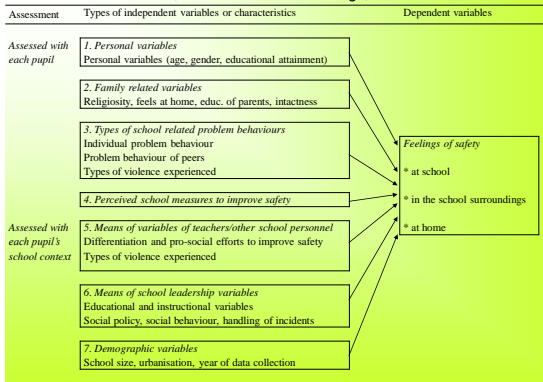 Assessment Types of independent variables or characteristics Dependent variables
Assessed with
each pupil
1. Personal variables
Personal variables (age, gender, educational attainment)
2. Family related variables
Religiosity, feels at home, educ. of parents, intactness
3. Types of school related problem behaviours
Individual problem behaviour
Problem behaviour of peers
Types of violence experienced
4. Perceived school measures to improve safety
Assessed with
each pupil's
school context
5. Means of variables of teachers/other school personnel
Differentiation and pro-social efforts to improve safety
Types of violence experienced
6. Means of school leadership variables
Educational and instructional variables
Social policy, social behaviour, handling of incidents
7. Demographic variables
School size, urbanisation, year of data collection
Feelings of safety
* at school
* in the school surroundings
* at home